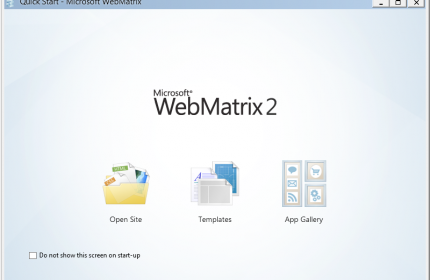 Quick Start - Microsoft WebMatrix
Microsoft®
WebMatrix 2
Open Site
Templates
App Gallery
Do not show this screen on start-up